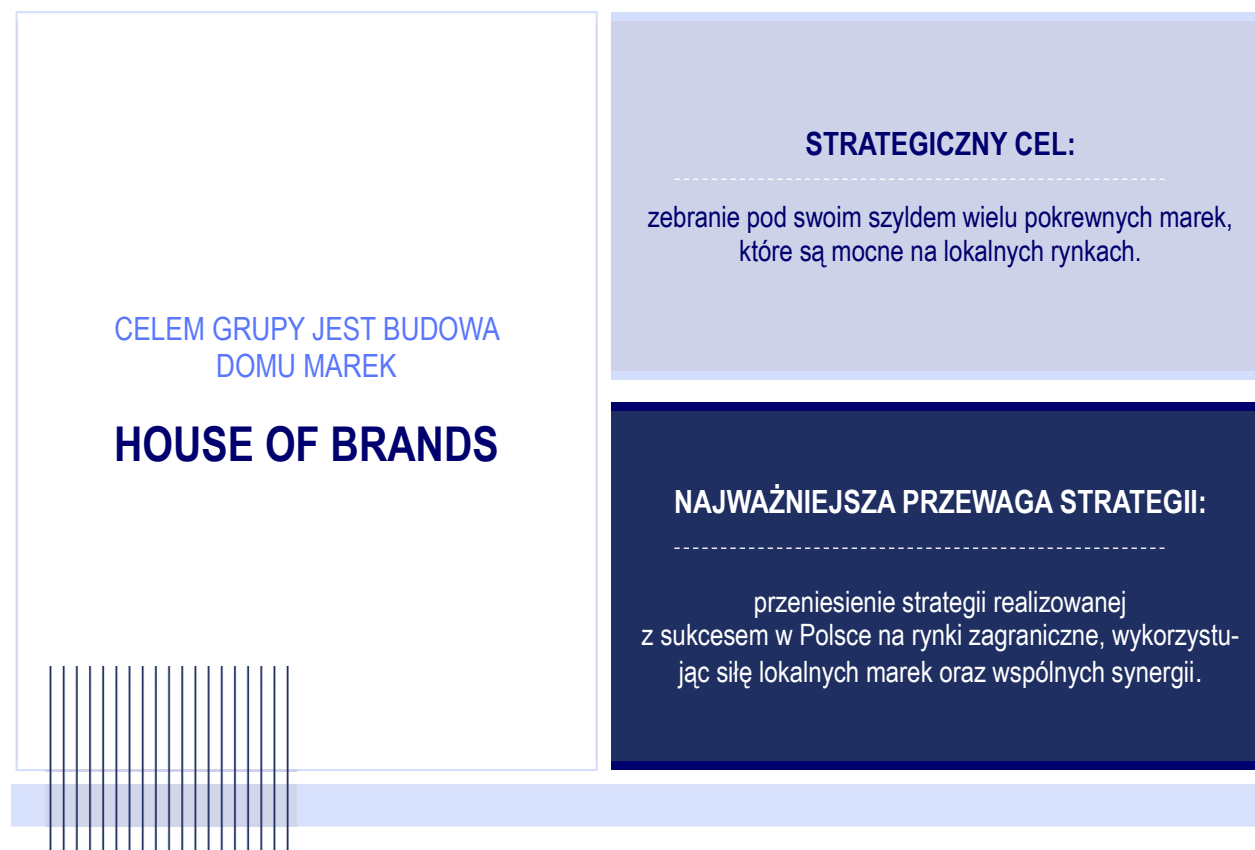 CELEM GRUPY JEST BUDOWA
DOMU MAREK
HOUSE OF BRANDS
STRATEGICZNY CEL:
zebranie pod swoim szyldem wielu pokrewnych marek,
które są mocne na lokalnych rynkach.
NAJWAŻNIEJSZA PRZEWAGA STRATEGII:
przeniesienie strategii realizowanej
z sukcesem w Polsce na rynki zagraniczne, wykorzystu-
jąc siłę lokalnych marek oraz wspólnych synergii.